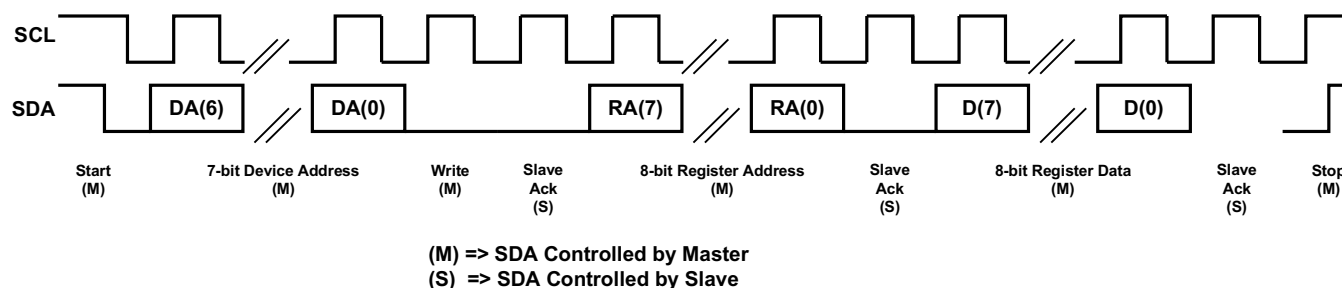 SCL
SDA DA(6) DA(0) RA(7) RA(0) D(7) D(0)
Start 7-bit Device Address Write Slave 8-bit Register Address Slave 8-bit Register Data Slave Stop
(M) (M) (M) Ack (M) Ack (M) Ack (M)
(S) (S) (S)
(M) => SDA Controlled by Master
(S) => SDA Controlled by Slave